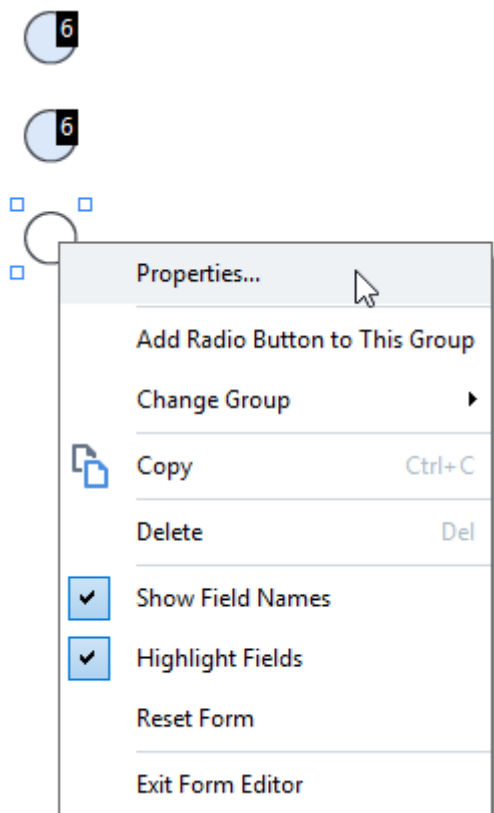 6
6
Properties...
Add Radio Button to This Group
Change Group
Copy Ctrl+C
Delete Del
Show Field Names
Highlight Fields
Reset Form
Exit Form Editor